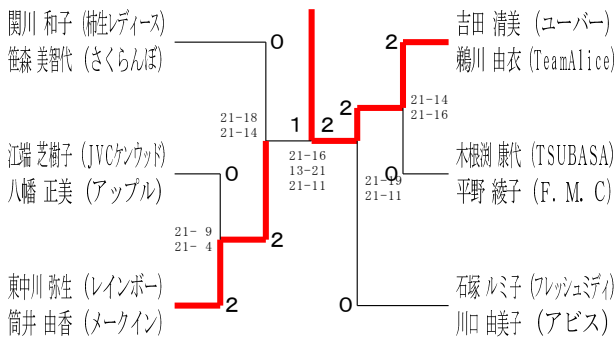 関川 和子 (柿生レディース)
笹森 美智代 (さくらんぼ)
0
21-18
21-14
江端 芝樹子 (JVCケンウッド)
八幡 正美 (アップル)
0
21- 9
21- 4
2
東中川 弥生 (レインボー)
筒井 由香 (メークイン)
2
1 2
21-16
13-21
21-11
吉田 清美 (ユーバー)
鵜川 由衣 (TeamAlice)
2
2
21-14
21-16
木根渕 康代 (TSUBASA)
平野 綾子 (F. M. C)
0
21-19
21-11
石塚 ルミ子 (フレッシュミディ)
川口 由美子 (アビス)
0